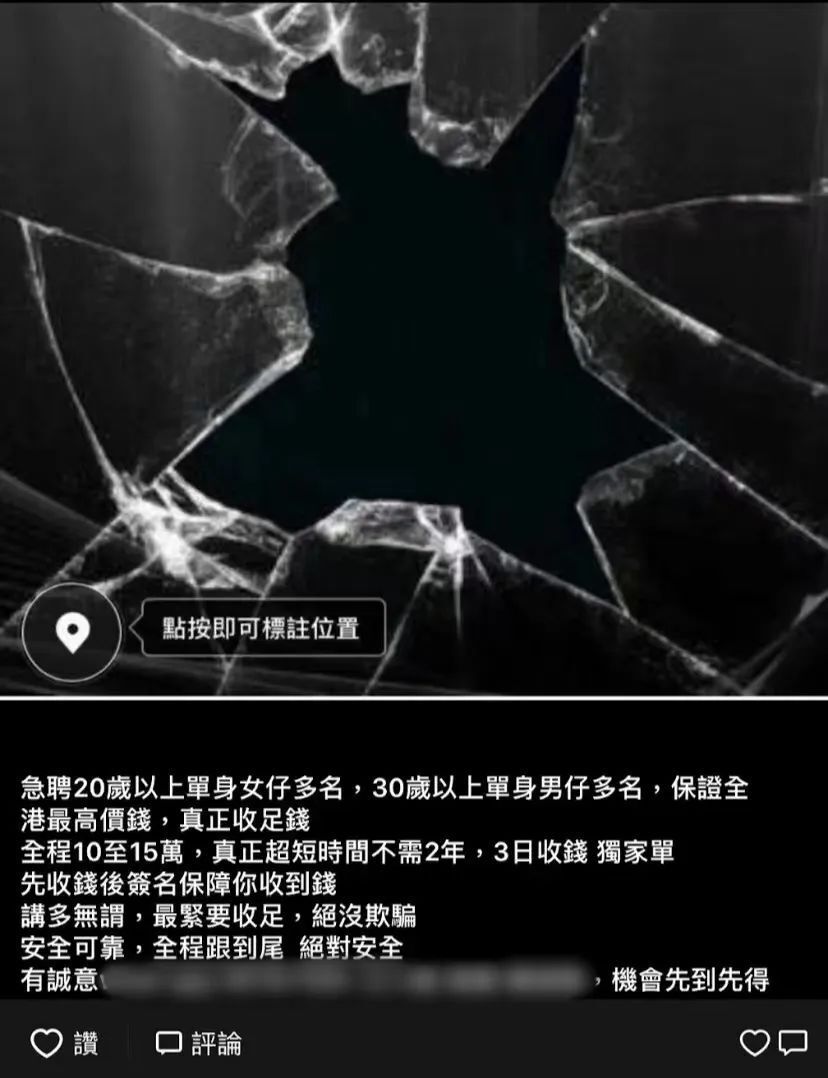 點按即可標註位置
急聘20歲以上單身女仔多名，30歲以上單身男仔多名，保證全
港最高價錢，真正收足錢
全程10至15萬，真正超短時間不需2年，3日收錢 獨家單
先收錢後簽名保障你收到錢
講多無謂，最緊要收足，絕沒欺騙
安全可靠，全程跟到尾 絕對安全
有誠意 ，機會先到先得
讚 評論